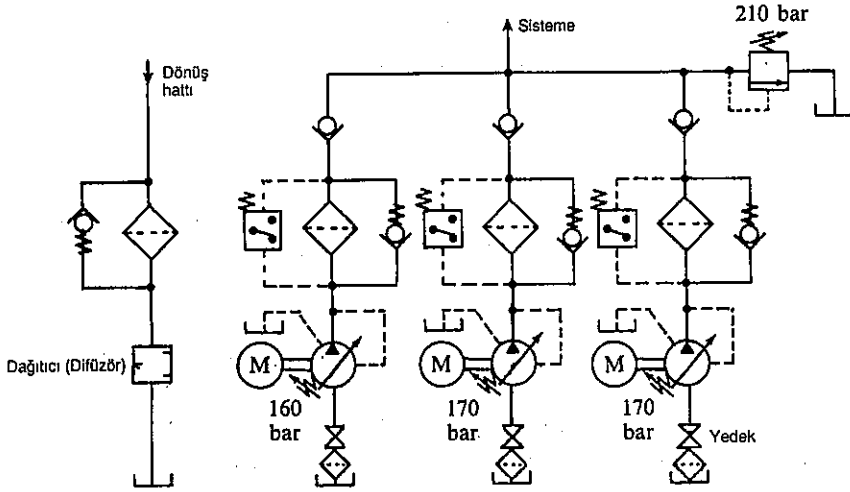 210 bar
Sisteme
Dönüş
hattı
Dağıtıcı (Difüzör)
M
M
M
160
bar
170
bar
170
bar
Yedek